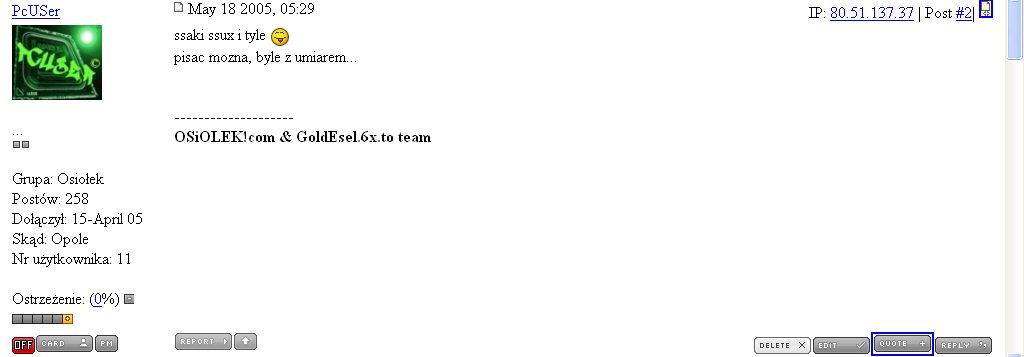 PcUSer
May 18 2005, 05:29
IP: 80.51.137.37 | Post #2|
ssaki ssux i tyle
pisac mozna, byle z umiarem...
PCUSER ©
--------------------
OSiOLEK!com & GoldEsel.6x.to team
...
Grupa: Osiołek
Postów: 258
Dołączył: 15-April 05
Skąd: Opole
Nr użytkownika: 11
Ostrzeżenie: (0%)
OFF CARD PM REPORT DELETE EDIT QUOTE + REPLY